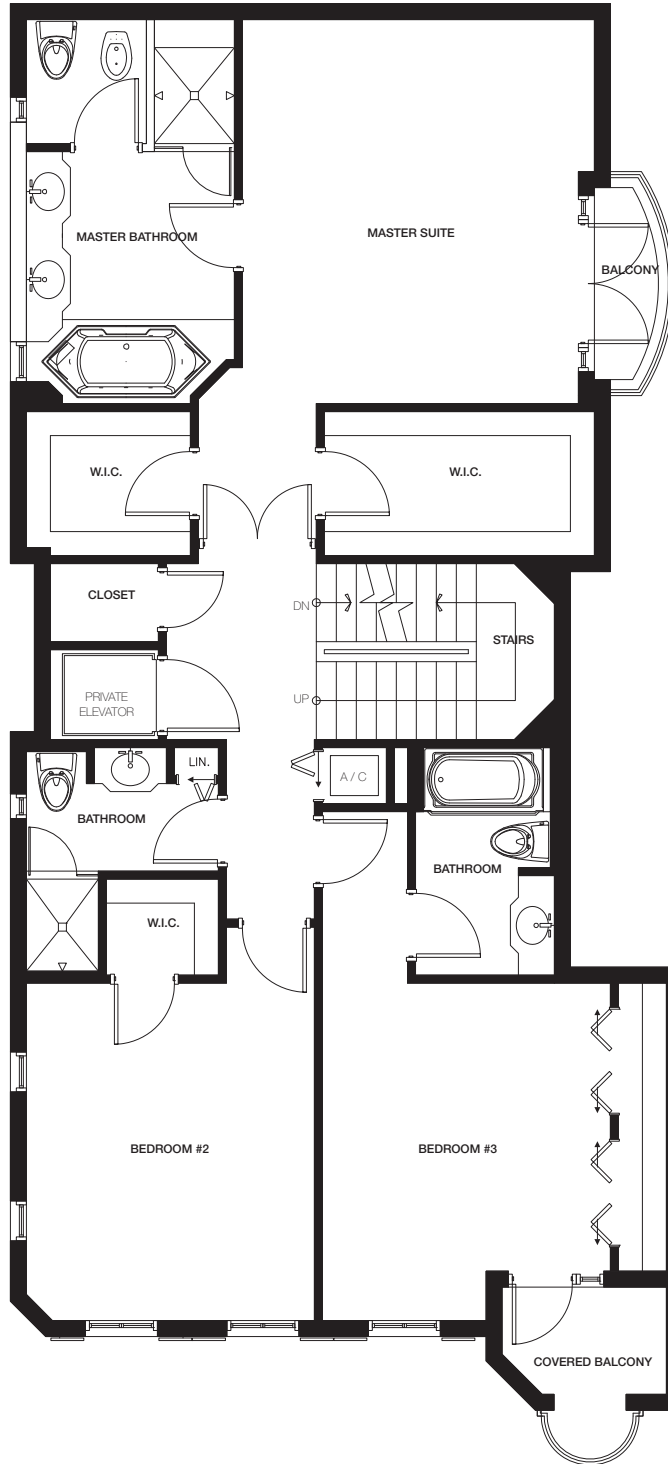 MASTER BATHROOM
MASTER SUITE
BALCONY
W.I.C.
W.I.C.
CLOSET
DN
STAIRS
UP
PRIVATE
ELEVATOR
LIN.
A / C
BATHROOM
BATHROOM
W.I.C.
BEDROOM #2
BEDROOM #3
COVERED BALCONY